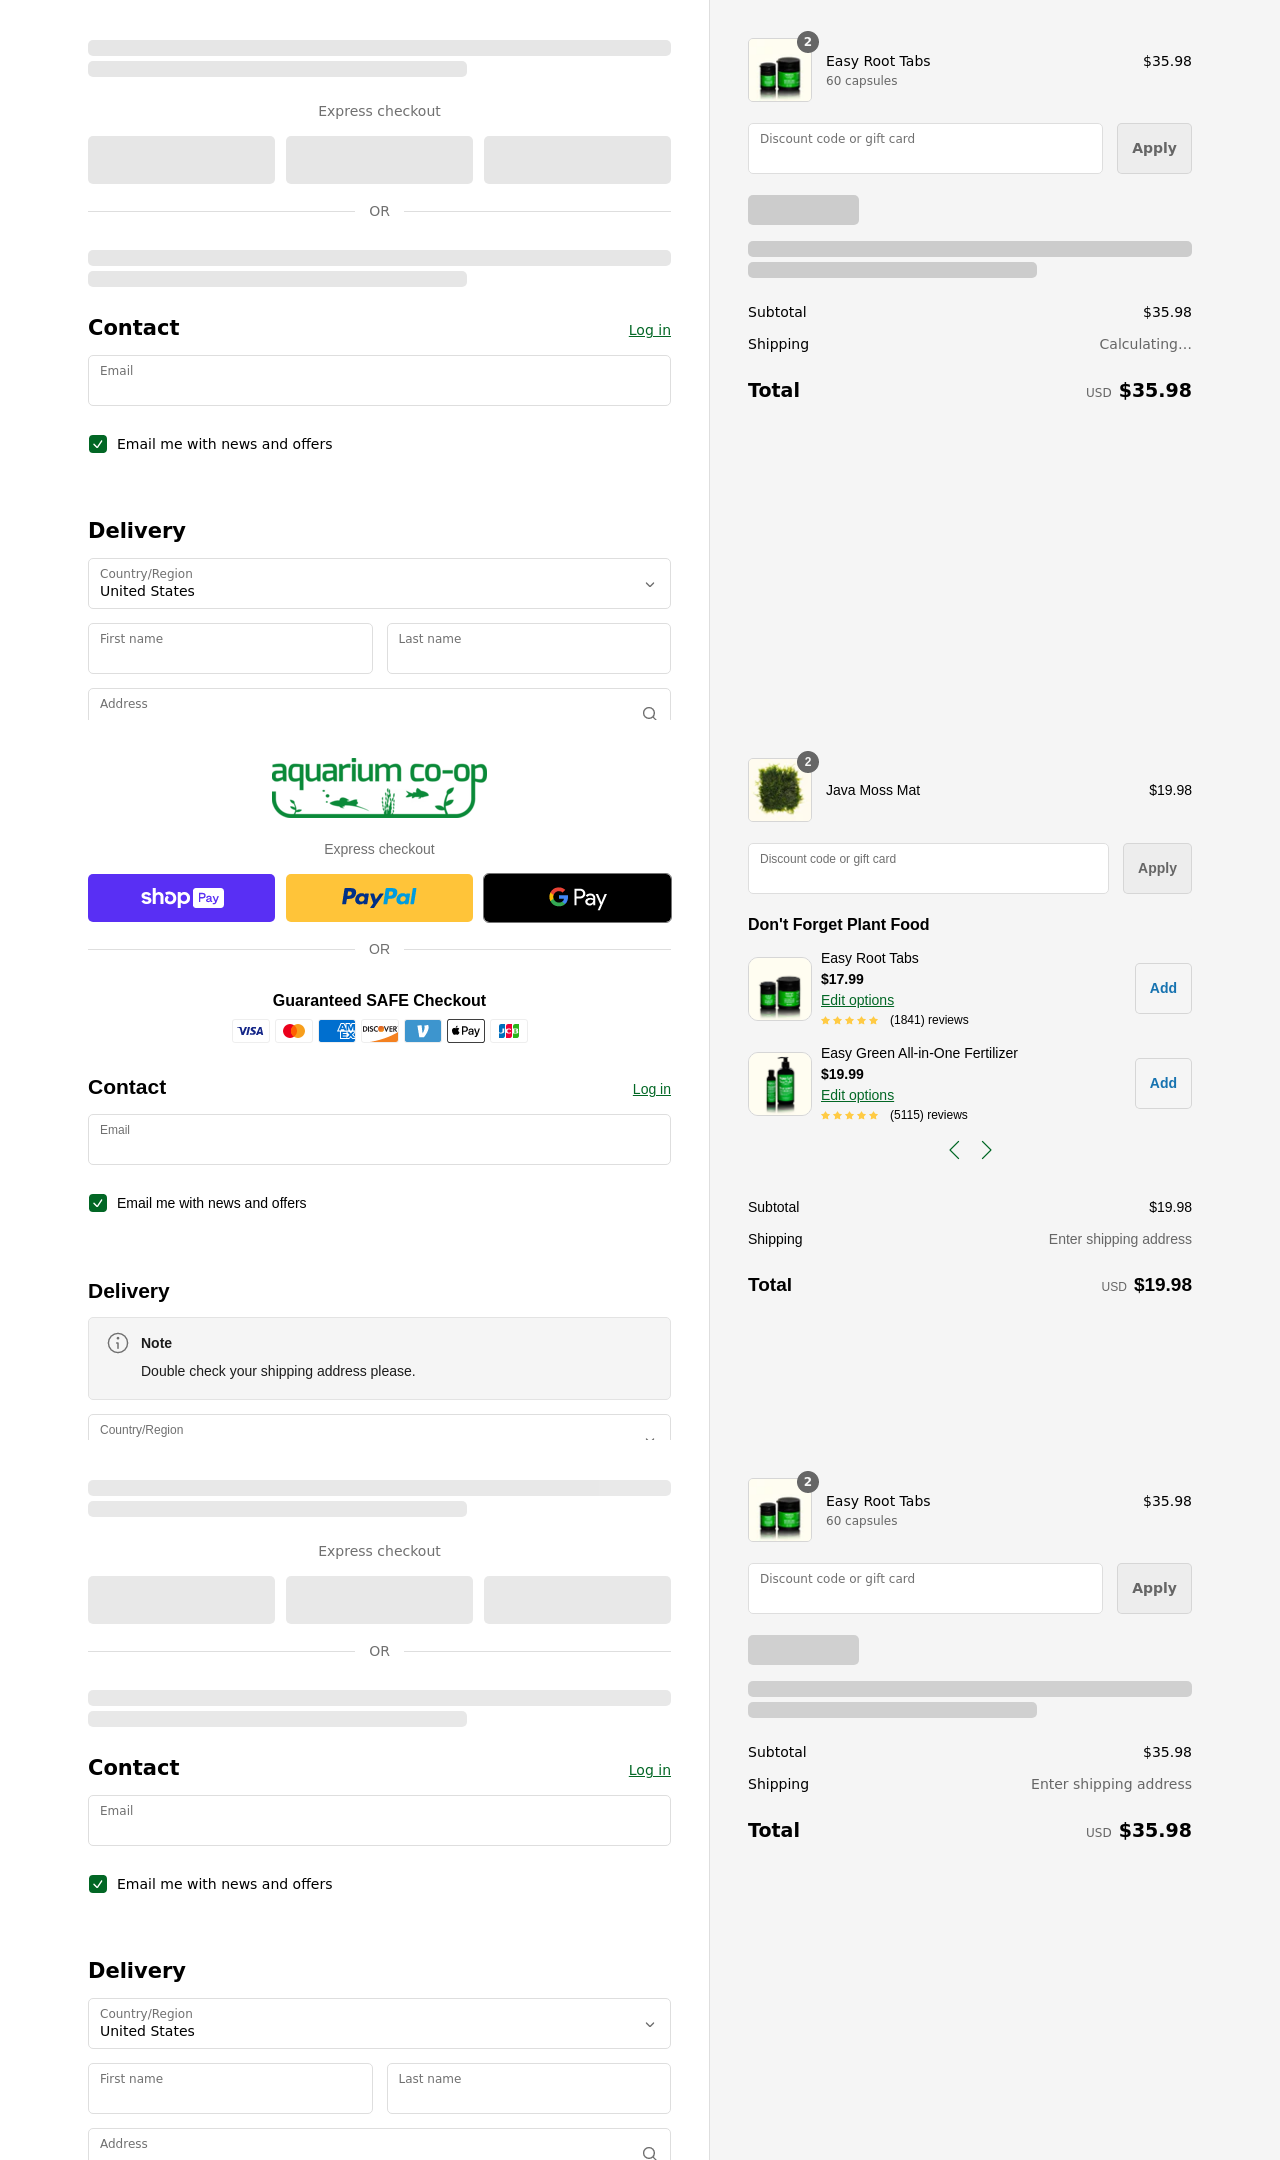 Express checkout
OR
Contact
Log in
Email
Email me with news and offers
Delivery
Country/Region
United States
First name
Last name
Address
2
Easy Root Tabs
$35.98
60 capsules
Discount code or gift card
Apply
Subtotal
$35.98
Shipping
Calculating...
Total
USD $35.98
aquarium co-op
Express checkout
shop Pay
PayPal
G Pay
OR
Guaranteed SAFE Checkout
VISA
AM EX
DISCOVER
V
Pay
JCB
Contact
Log in
Email
Email me with news and offers
Delivery
Note
Double check your shipping address please.
Country/Region
2
Java Moss Mat
$19.98
Discount code or gift card
Apply
Don't Forget Plant Food
Easy Root Tabs
$17.99
Edit options
(1841) reviews
Add
Easy Green All-in-One Fertilizer
$19.99
Edit options
(5115) reviews
Add
Subtotal
$19.98
Shipping
Enter shipping address
Total
USD $19.98
Express checkout
OR
Contact
Log in
Email
Email me with news and offers
Delivery
Country/Region
United States
First name
Last name
Address
2
Easy Root Tabs
$35.98
60 capsules
Discount code or gift card
Apply
Subtotal
$35.98
Shipping
Enter shipping address
Total
USD $35.98